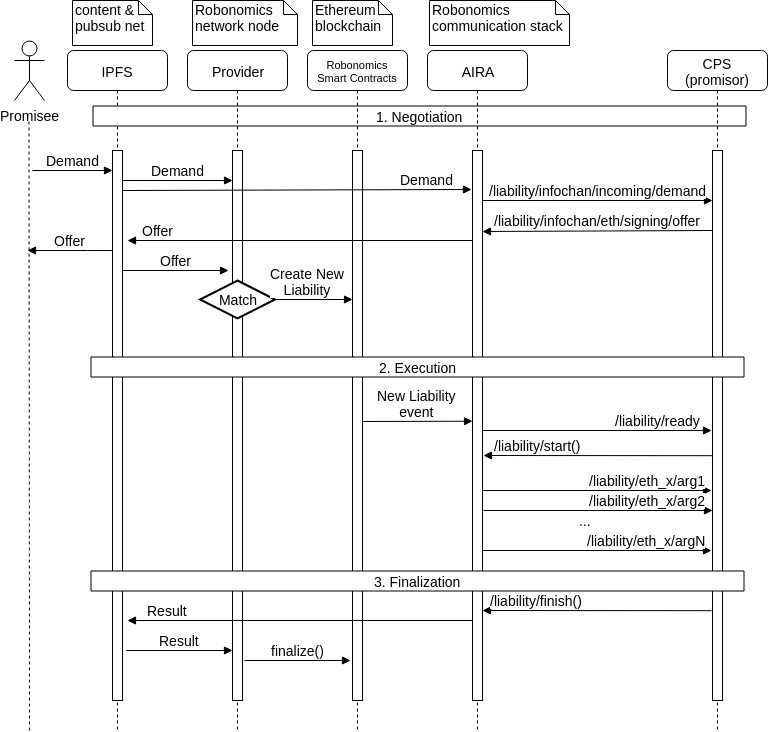 content &
pubsub net
Robonomics
network node
Ethereum
blockchain
Robonomics
communication stack
Promisee
IPFS
Provider
Robonomics
Smart Contracts
AIRA
CPS
(promisor)
1. Negotiation
Demand
Demand
Demand
/liability/infochan/incoming/demand
/liability/infochan/eth/signing/offer
Offer
Offer
Offer
Match
Create New
Liability
2. Execution
New Liability
event
/liability/ready
/liability/start()
/liability/eth_x/arg1
/liability/eth_x/arg2
...
/liability/eth_x/argN
3. Finalization
/liability/finish()
Result
Result
finalize()